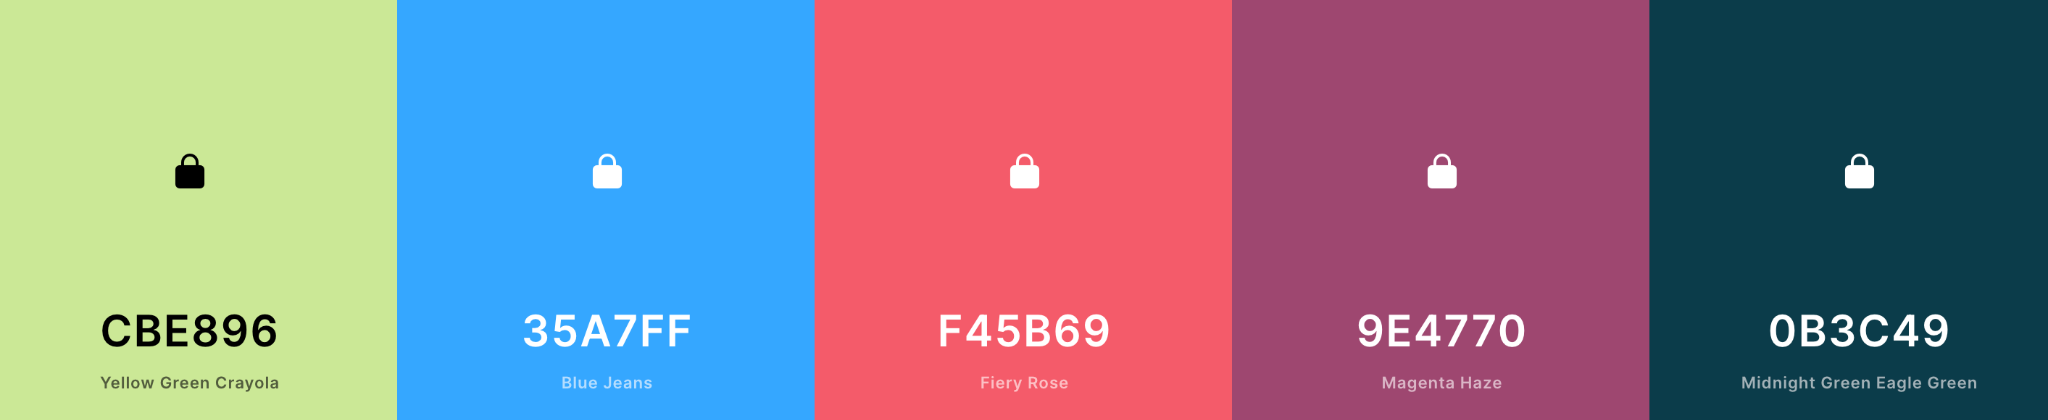 CBE896
Yellow Green Crayola
35A7FF
Blue Jeans
F45B69
Fiery Rose
9E4770
Magenta Haze
0B3C49
Midnight Green Eagle Green